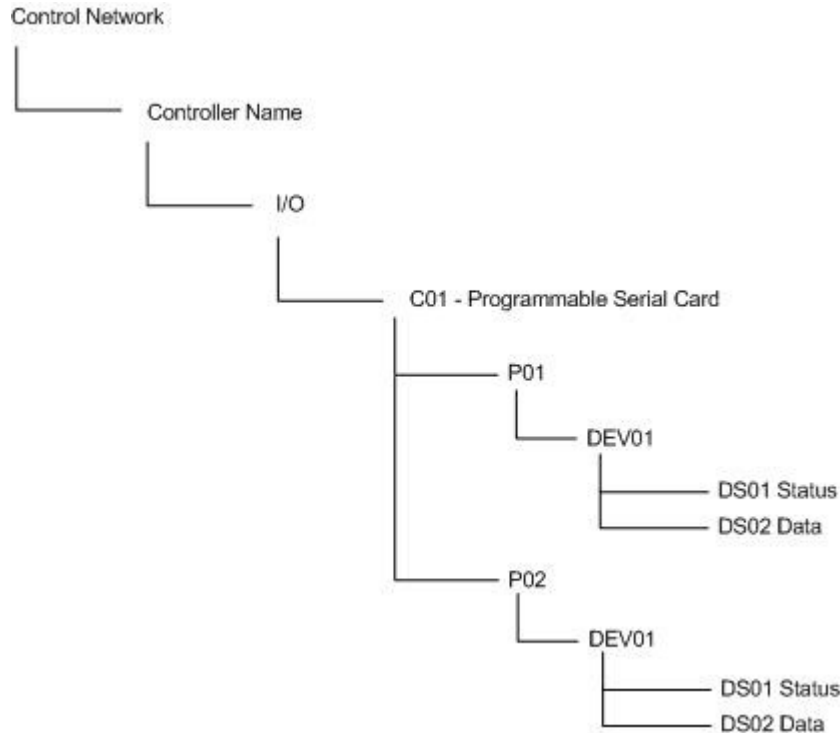 Control Network
Controller Name
I/O
C01 - Programmable Serial Card
P01
DEV01
DS01 Status
DS02 Data
P02
DEV01
DS01 Status
DS02 Data